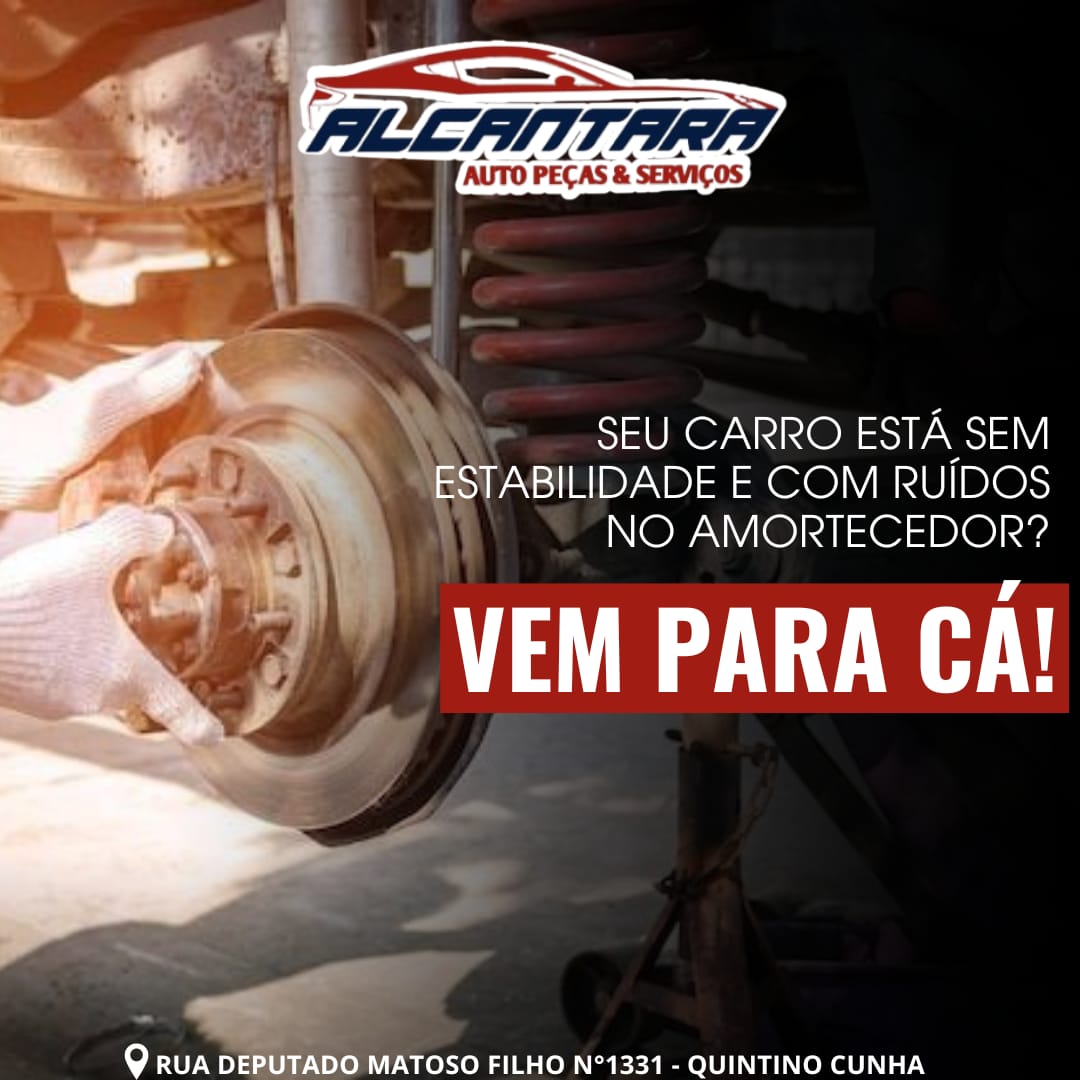 ALCANTARA
AUTO PEÇAS & SERVIÇOS
SEU CARRO ESTÁ SEM
ESTABILIDADE E COM RUÍDOS
NO AMORTECEDOR?
VEM PARA CÁ!
RUA DEPUTADO MATOSO FILHO Nº1331 - QUINTINO CUNHA